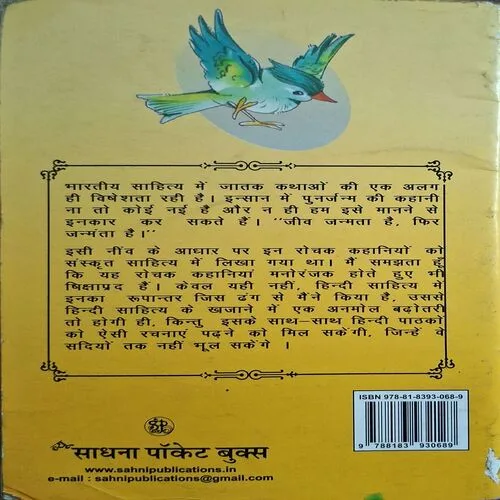 भारतीय साहित्य में जातक कथाओं की एक अलग
ही विषेशता रही है। इन्सान में पुनर्जन्म की कहानी
ना तो कोई नई है और न ही हम इसे मानने से
इनकार कर सकते हैं। ''जीव जन्मता है, फिर
जन्मता है।''
इसी नींव के आधार पर इन रोचक कहानियों को
संस्कृत साहित्य में लिखा गया था। मैं समझता हूँ
कि यह रोचक कहानियां मनोरंजक होते हुए भी
षिक्षाप्रद हैं। केवल यही नहीं, हिन्दी साहित्य में
इनका रूपान्तर जिस ढंग से मैंने किया है, उससे
हिन्दी साहित्य के खजाने में एक अनमोल बढ़ोतरी
तो होगी ही, किन्तु इसके साथ-साथ हिन्दी पाठकों
को ऐसी रचनाएं पढ़ने को मिल सकेंगी, जिन्हें वे
सदियों तक नहीं भूल सकेंगे ।
ISBN 978-81-8393-068-9
9 788183 930689
साधना पॉकेट बुक्स
www.sahnipublications.in
e-mail : sahnipublications@gmail.com